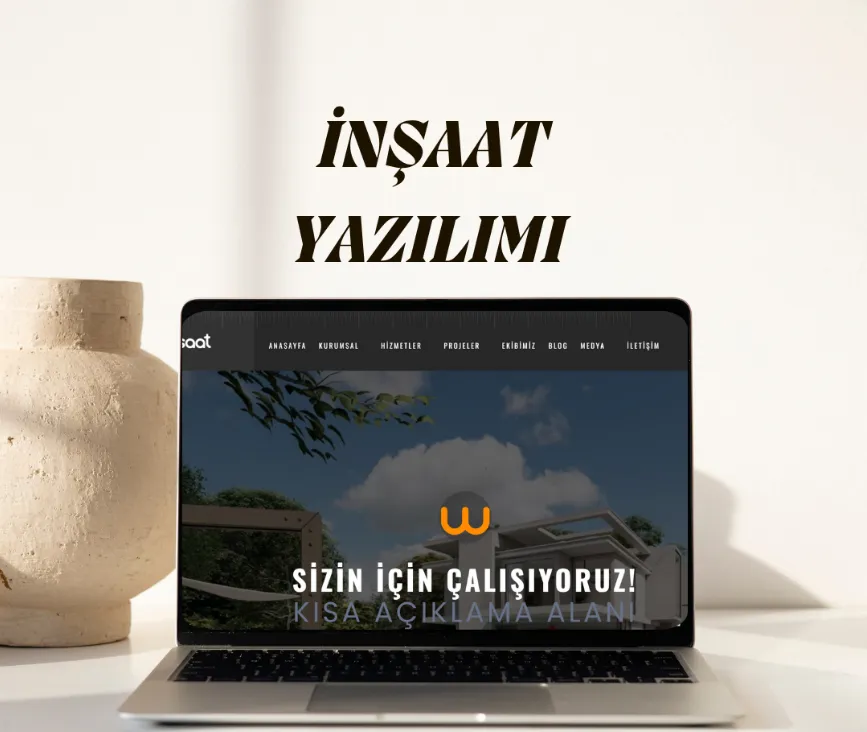 İNŞAAT
YAZILIMI
saat
ANASAYFA KURUMSAL HİZMETLER PROJELER EKİBİMİZ BLOG MEDYA İLETİŞİM
SİZİN İÇİN ÇALIŞIYORUZ!
KISA AÇIKLAMA ALANI